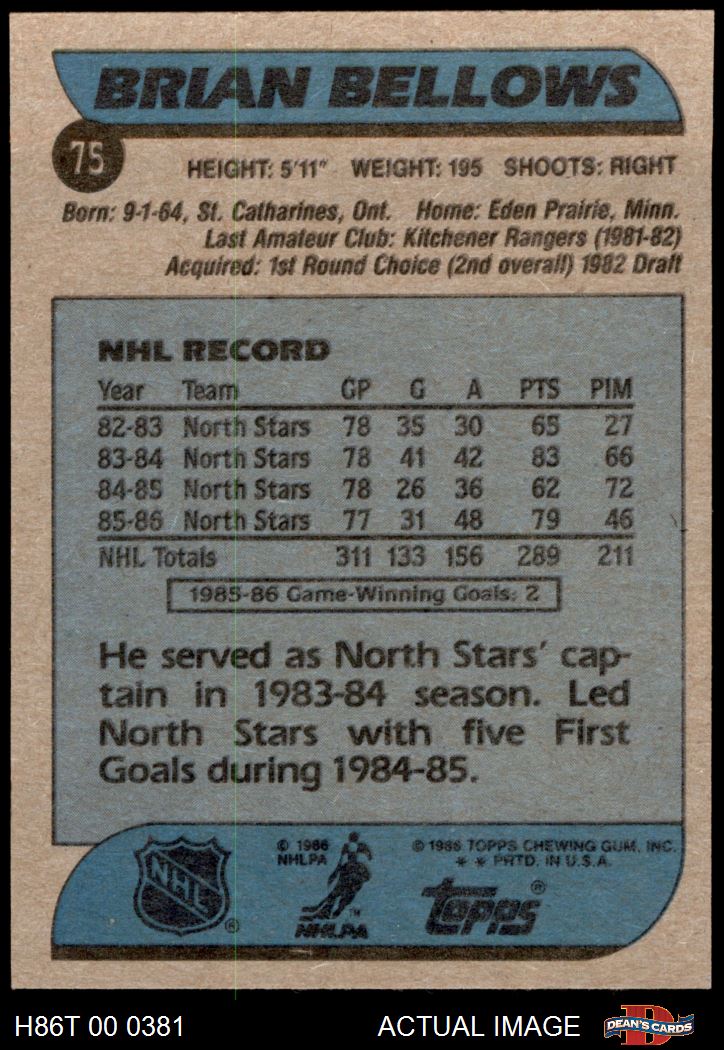 BRIAN BELLOWS
75
HEIGHT: 5'11" WEIGHT: 195 SHOOTS: RIGHT
Born: 9-1-64, St. Catharines, Ont. Home: Eden Prairie, Minn.
Last Amateur Club: Kitchener Rangers (1981-82)
Acquired: 1st Round Choice (2nd overall) 1982 Draft
NHL RECORD
Year Team GP G A PTS PIM
82-83 North Stars 78 35 30 65 27
83-84 North Stars 78 41 42 83 66
84-85 North Stars 78 26 36 62 72
85-86 North Stars 77 31 48 79 46
NHL Totals 311 133 156 289 211
1985-86 Game-Winning Goals: 2
He served as North Stars' cap-
tain in 1983-84 season. Led
North Stars with five First
Goals during 1984-85.
NHL ®
© 1986
NHLPA
TM
NHLPA
© 1986 TOPPS CHEWING GUM, INC.
* * PRTD. IN U.S.A.
topps ®
H86T 00 0381 ACTUAL IMAGE
D
DEAN'S CARDS